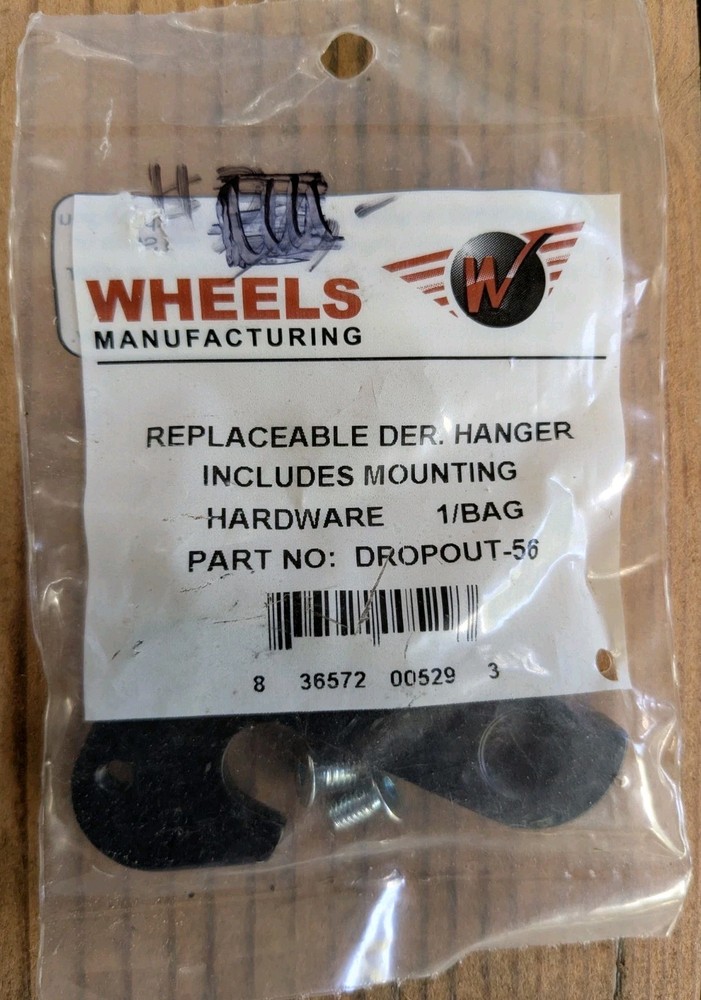 WHEELS
MANUFACTURING
W
REPLACEABLE DER. HANGER
INCLUDES MOUNTING
HARDWARE 1/BAG
PART NO: DROPOUT-56
8 36572 00529 3